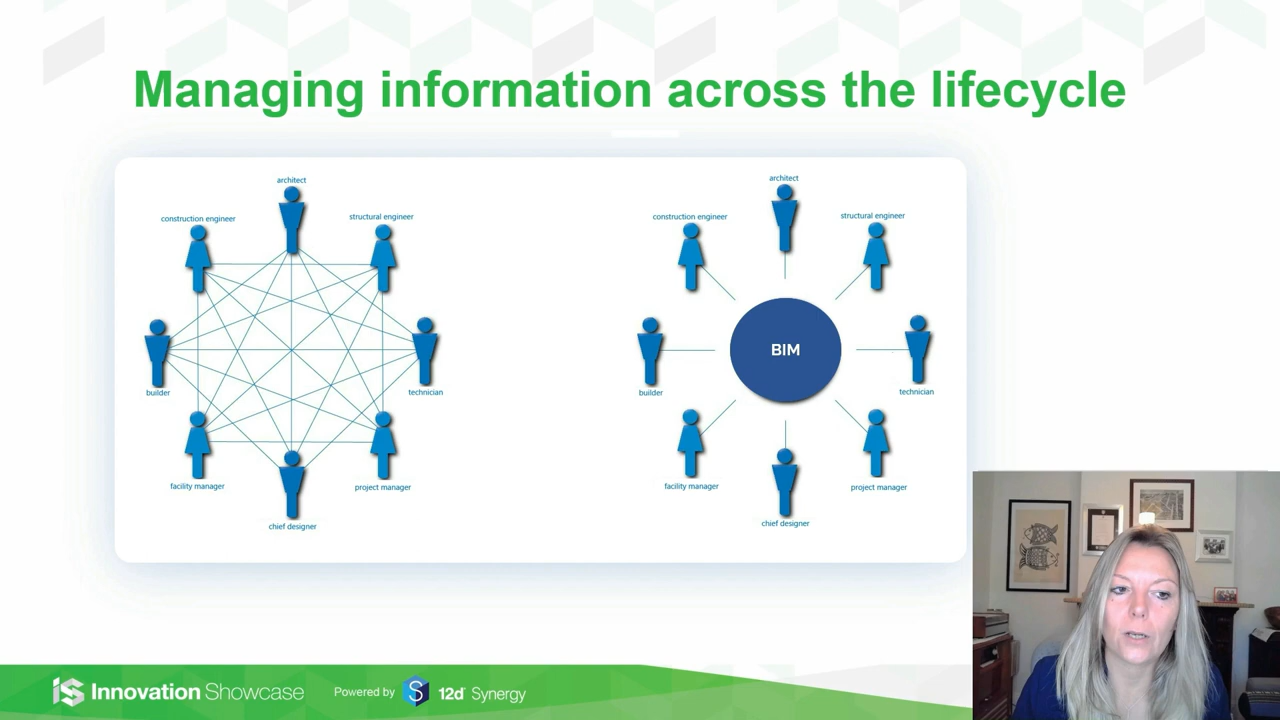 Managing information across the lifecycle
architect
construction engineer
structural engineer
builder
technician
facility manager
project manager
chief designer
architect
construction engineer
structural engineer
BIM
builder
technician
facility manager
project manager
chief designer
iS Innovation Showcase
Powered by S 12d Synergy